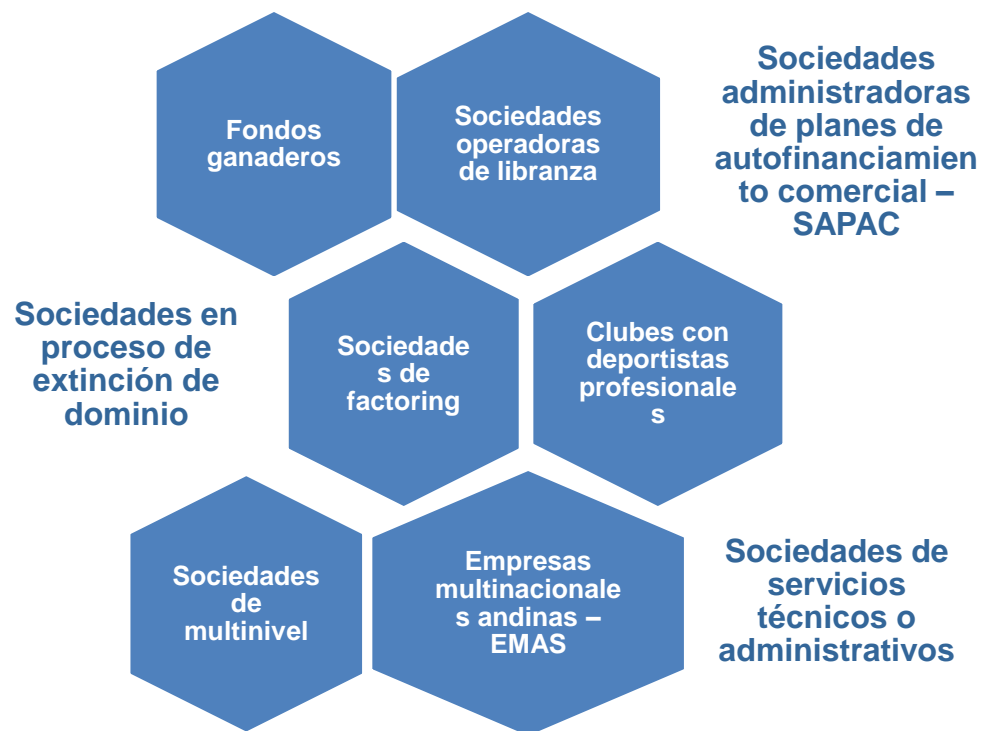 Fondos
ganaderos
Sociedades
operadoras
de libranza
Sociedades
administradoras
de planes de
autofinanciamien
to comercial –
SAPAC
Sociedades en
proceso de
extinción de
dominio
Sociedade
s de
factoring
Clubes con
deportistas
profesionale
s
Sociedades
de
multinivel
Empresas
multinacionale
s andinas –
EMAS
Sociedades de
servicios
técnicos o
administrativos